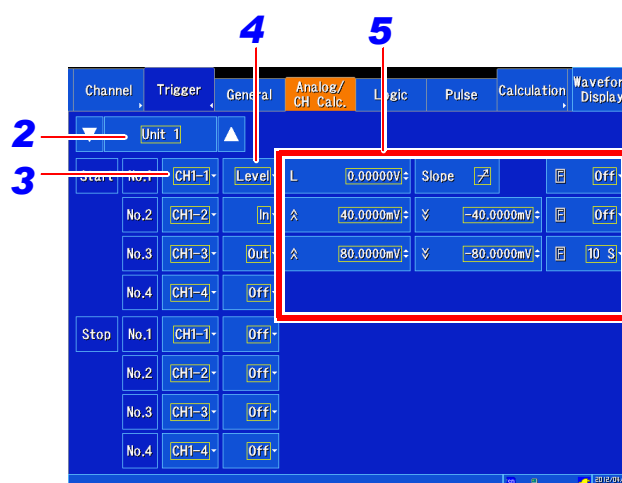 4 5
Channel Trigger General Analog/ CH Calc. Logic Pulse Calculation Wavefor Display
2 Unit 1
3 Start No.1 CH1-1 Level L 0.00000V Slope F Off
No.2 CH1-2 In 40.0000mV -40.0000mV F Off
No.3 CH1-3 Out 80.0000mV -80.0000mV F 10 S
No.4 CH1-4 Off
Stop No.1 CH1-1 Off
No.2 CH1-2 Off
No.3 CH1-3 Off
No.4 CH1-4 Off